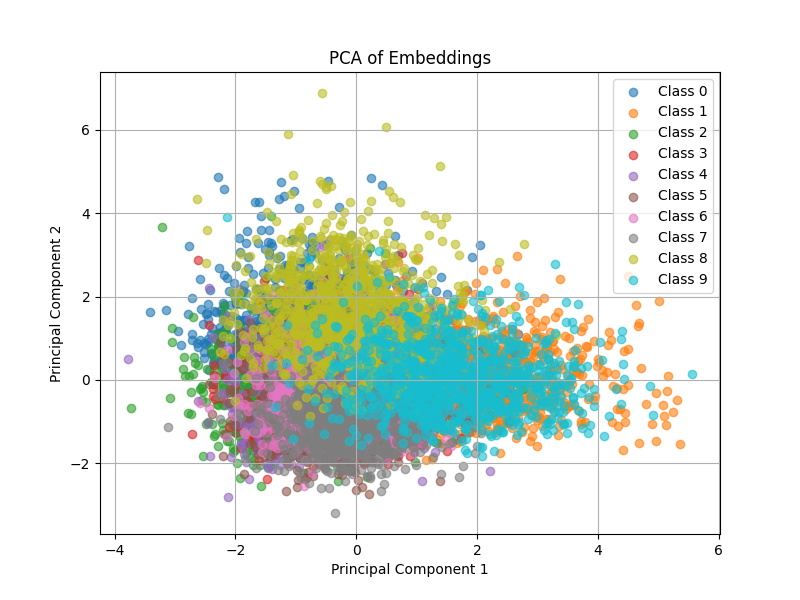 PCA of Embeddings
Class 0
Class 1
Class 2
Class 3
Class 4
Class 5
Class 6
Class 7
Class 8
Class 9
6
4
2
0
−2
Principal Component 2
−4
−2
0
2
4
6
Principal Component 1